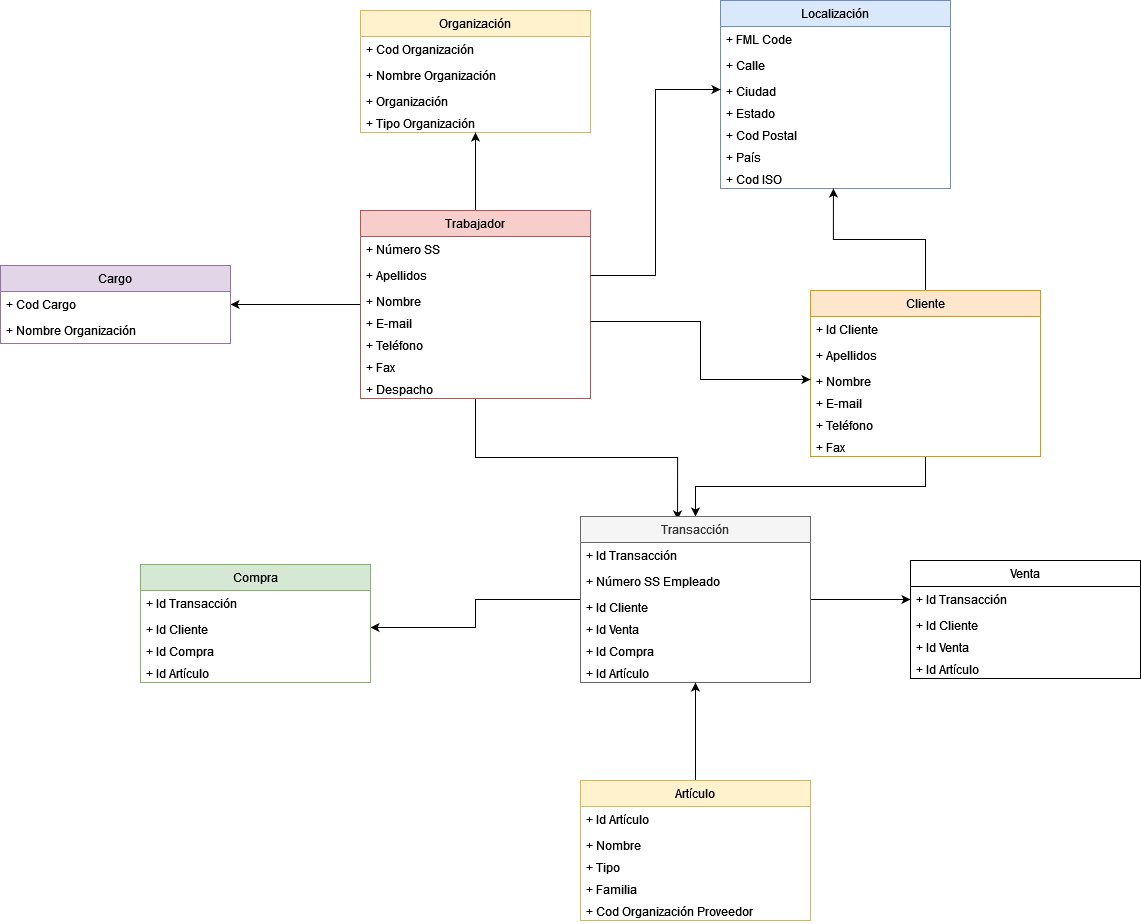 Organización
+ Cod Organización
+ Nombre Organización
+ Organización
+ Tipo Organización
Localización
+ FML Code
+ Calle
+ Ciudad
+ Estado
+ Cod Postal
+ País
+ Cod ISO
Trabajador
+ Número SS
+ Apellidos
+ Nombre
+ E-mail
+ Teléfono
+ Fax
+ Despacho
Cargo
+ Cod Cargo
+ Nombre Organización
Cliente
+ Id Cliente
+ Apellidos
+ Nombre
+ E-mail
+ Teléfono
+ Fax
Transacción
+ Id Transacción
+ Número SS Empleado
+ Id Cliente
+ Id Venta
+ Id Compra
+ Id Artículo
Compra
+ Id Transacción
+ Id Cliente
+ Id Compra
+ Id Artículo
Venta
+ Id Transacción
+ Id Cliente
+ Id Venta
+ Id Artículo
Artículo
+ Id Artículo
+ Nombre
+ Tipo
+ Familia
+ Cod Organización Proveedor